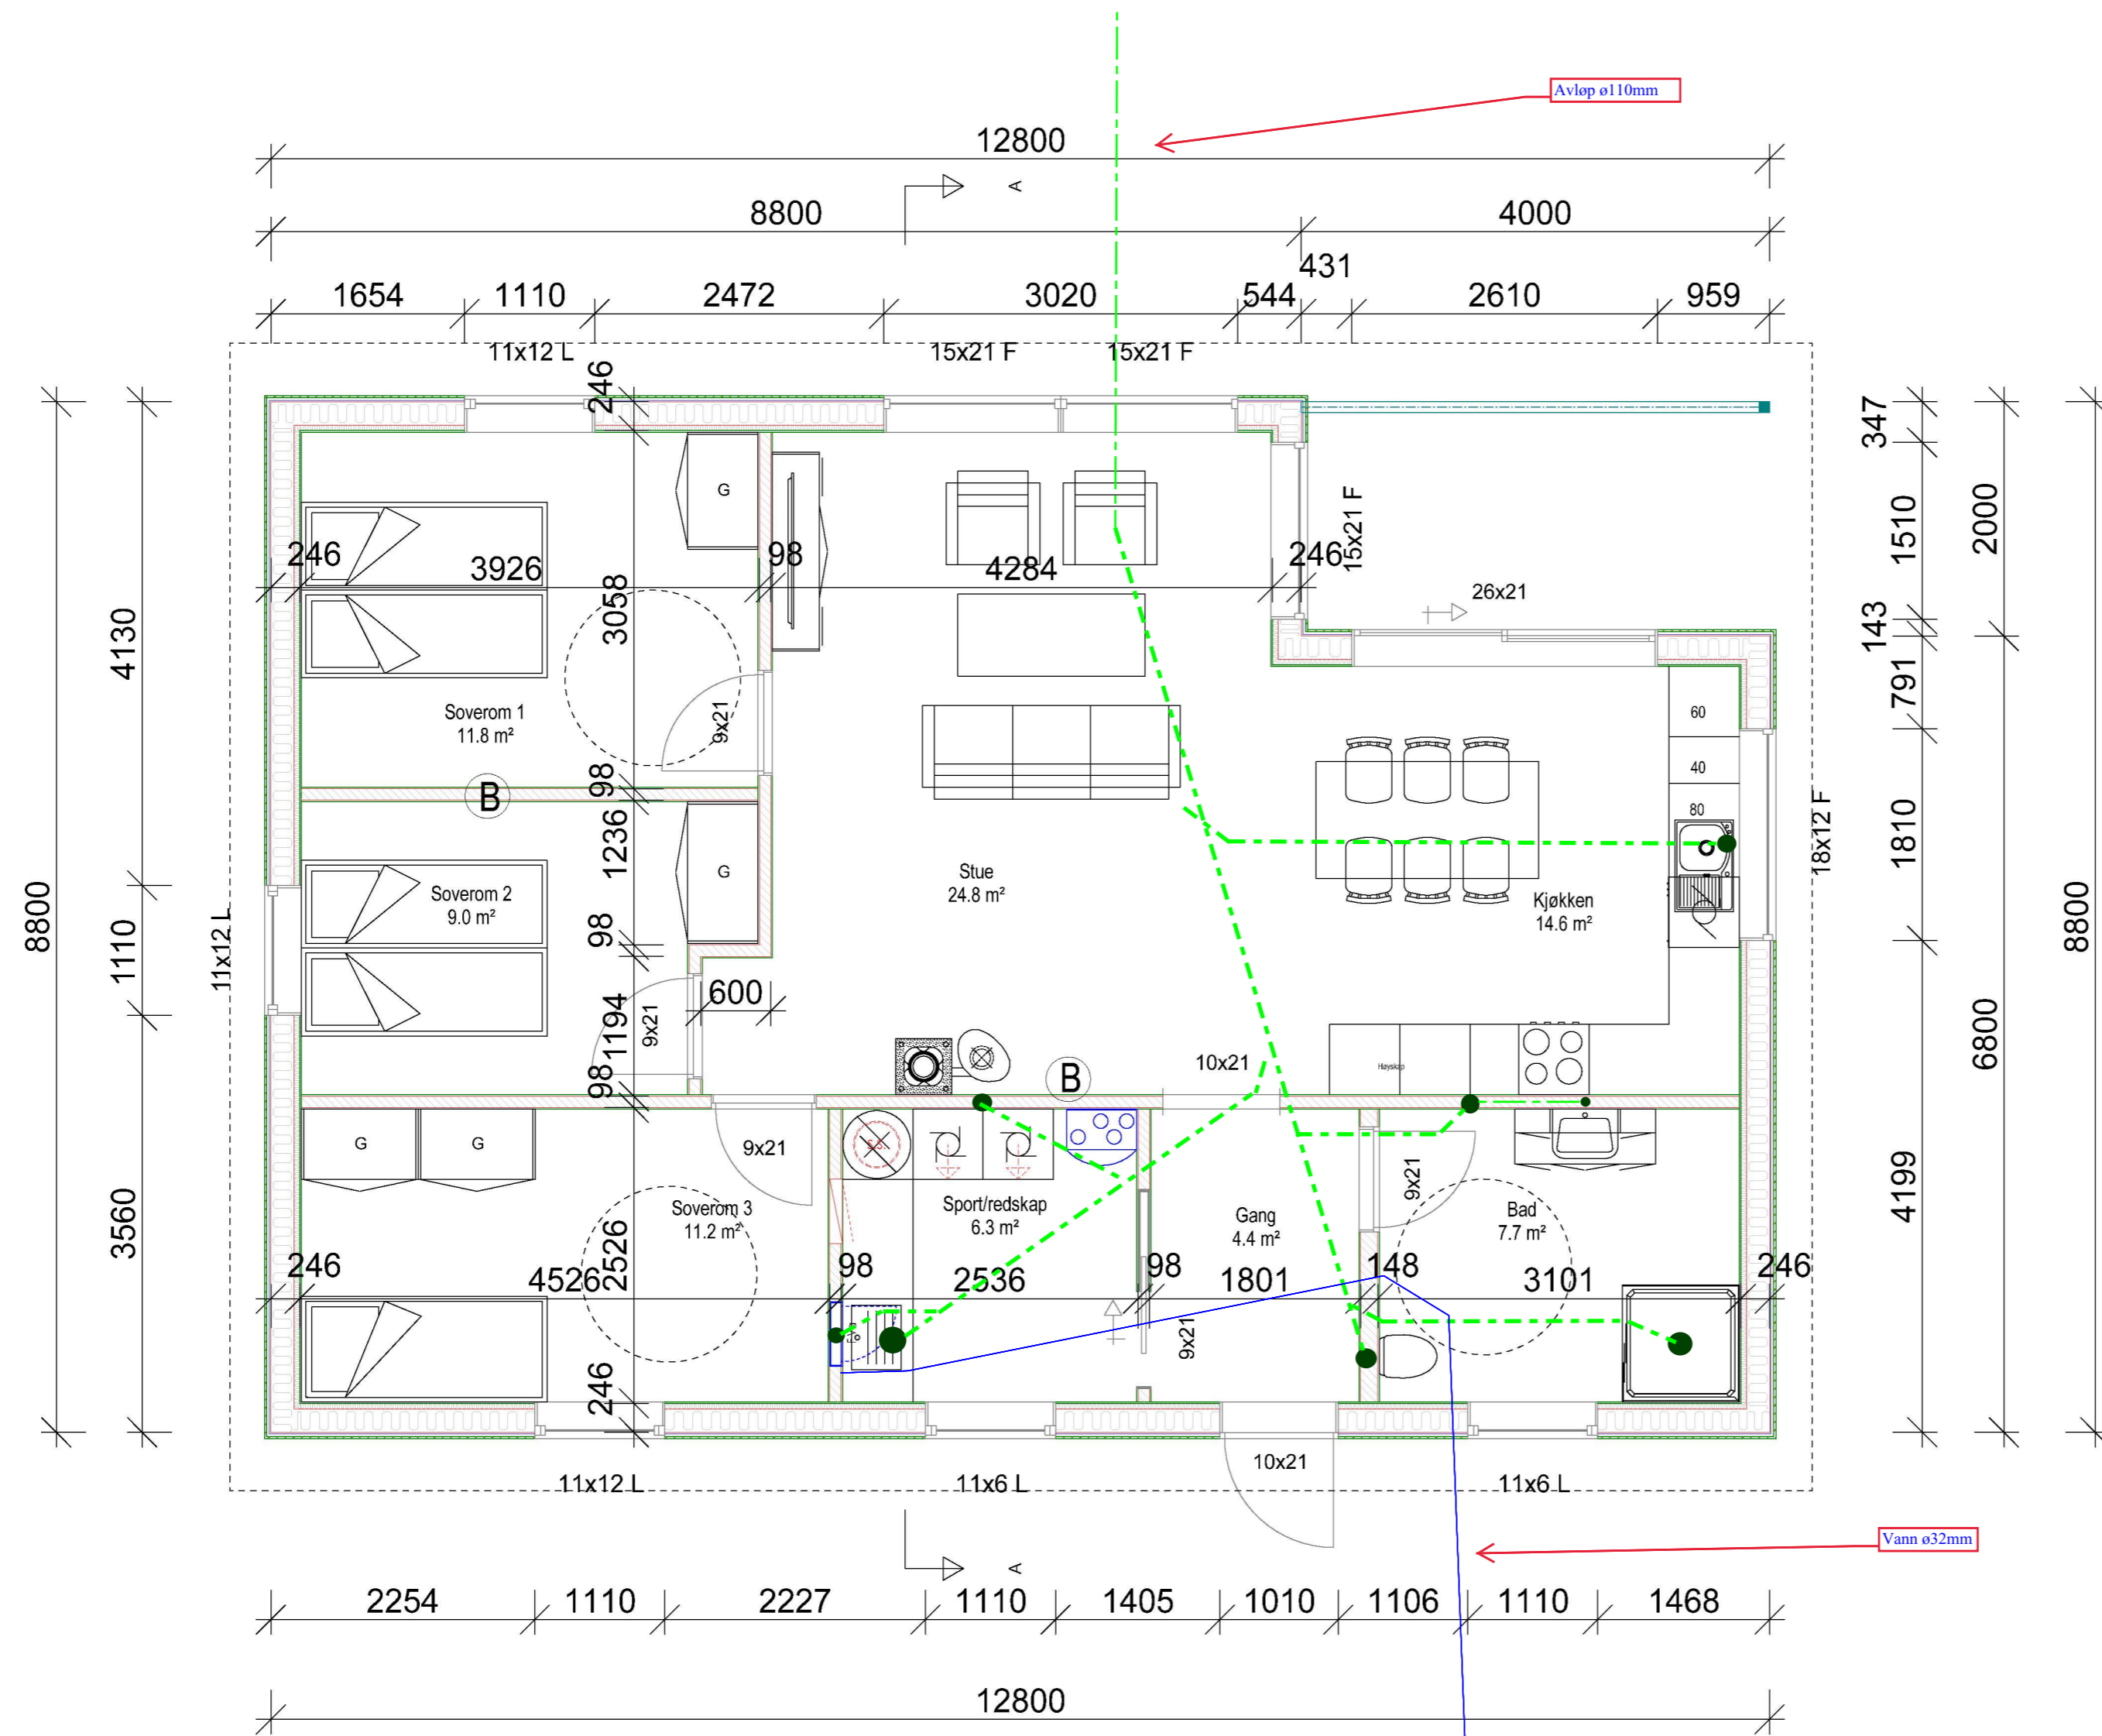 Avløp ø110mm
12800
A
8800
4000
431
1654
1110
2472
3020
544
2610
959
11x12 L
15x21 F
15x21 F
246
347
G
2000
1510
15x21 F
246
3926
98
4284
246
26x21
3058
143
4130
791
60
Soverom 1
11.8 m²
9x21
40
98
B
80
1236
1810
18x12 F
Stue
24.8 m²
G
Soverom 2
9.0 m²
Kjøkken
14.6 m²
8800
8800
98
1110
11x12 L
600
1194
9x21
6800
98
B
10x21
Høyskap
G
G
9x21
S.S.
9x21
4199
Soverom 3
11.2 m²
Sport/redskap
6.3 m²
Gang
4.4 m²
Bad
7.7 m²
3560
2526
246
4526
98
2536
98
1801
148
3101
246
9x21
246
10x21
11x12 L
11x6 L
11x6 L
Vann ø32mm
A
2254
1110
2227
1110
1405
1010
1106
1110
1468
12800